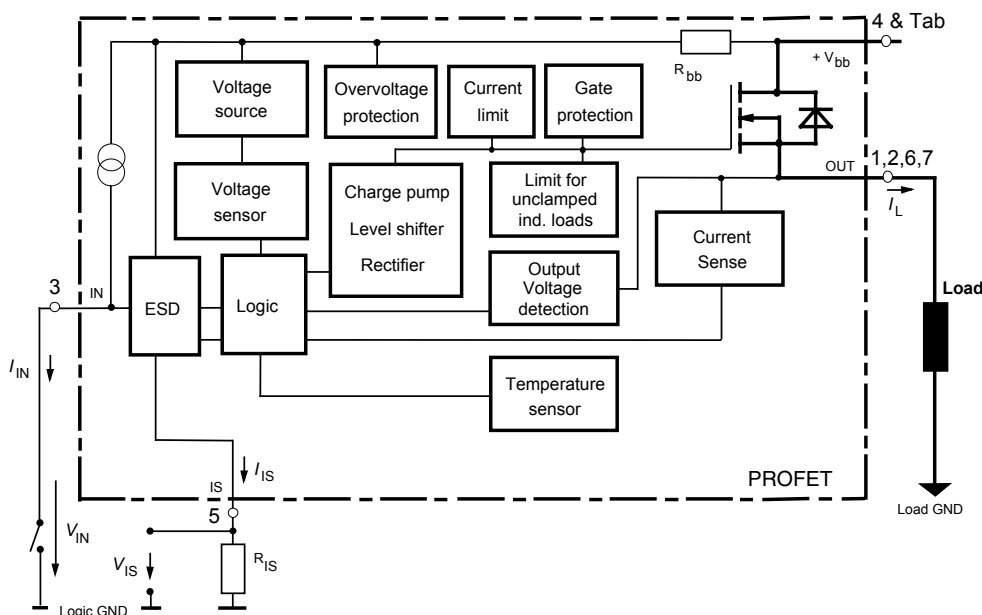 4 & Tab
+ V bb
R bb
Voltage
source
Overvoltage
protection
Current
limit
Gate
protection
Voltage
sensor
Charge pump
Level shifter
Rectifier
Limit for
unclamped
ind. loads
OUT
1,2,6,7
I L
Current
Sense
3
IN
ESD
Logic
Output
Voltage
detection
Load
I IN
Temperature
sensor
I IS
PROFET
IS
5
Load GND
V IN
V IS
R IS
Logic GND